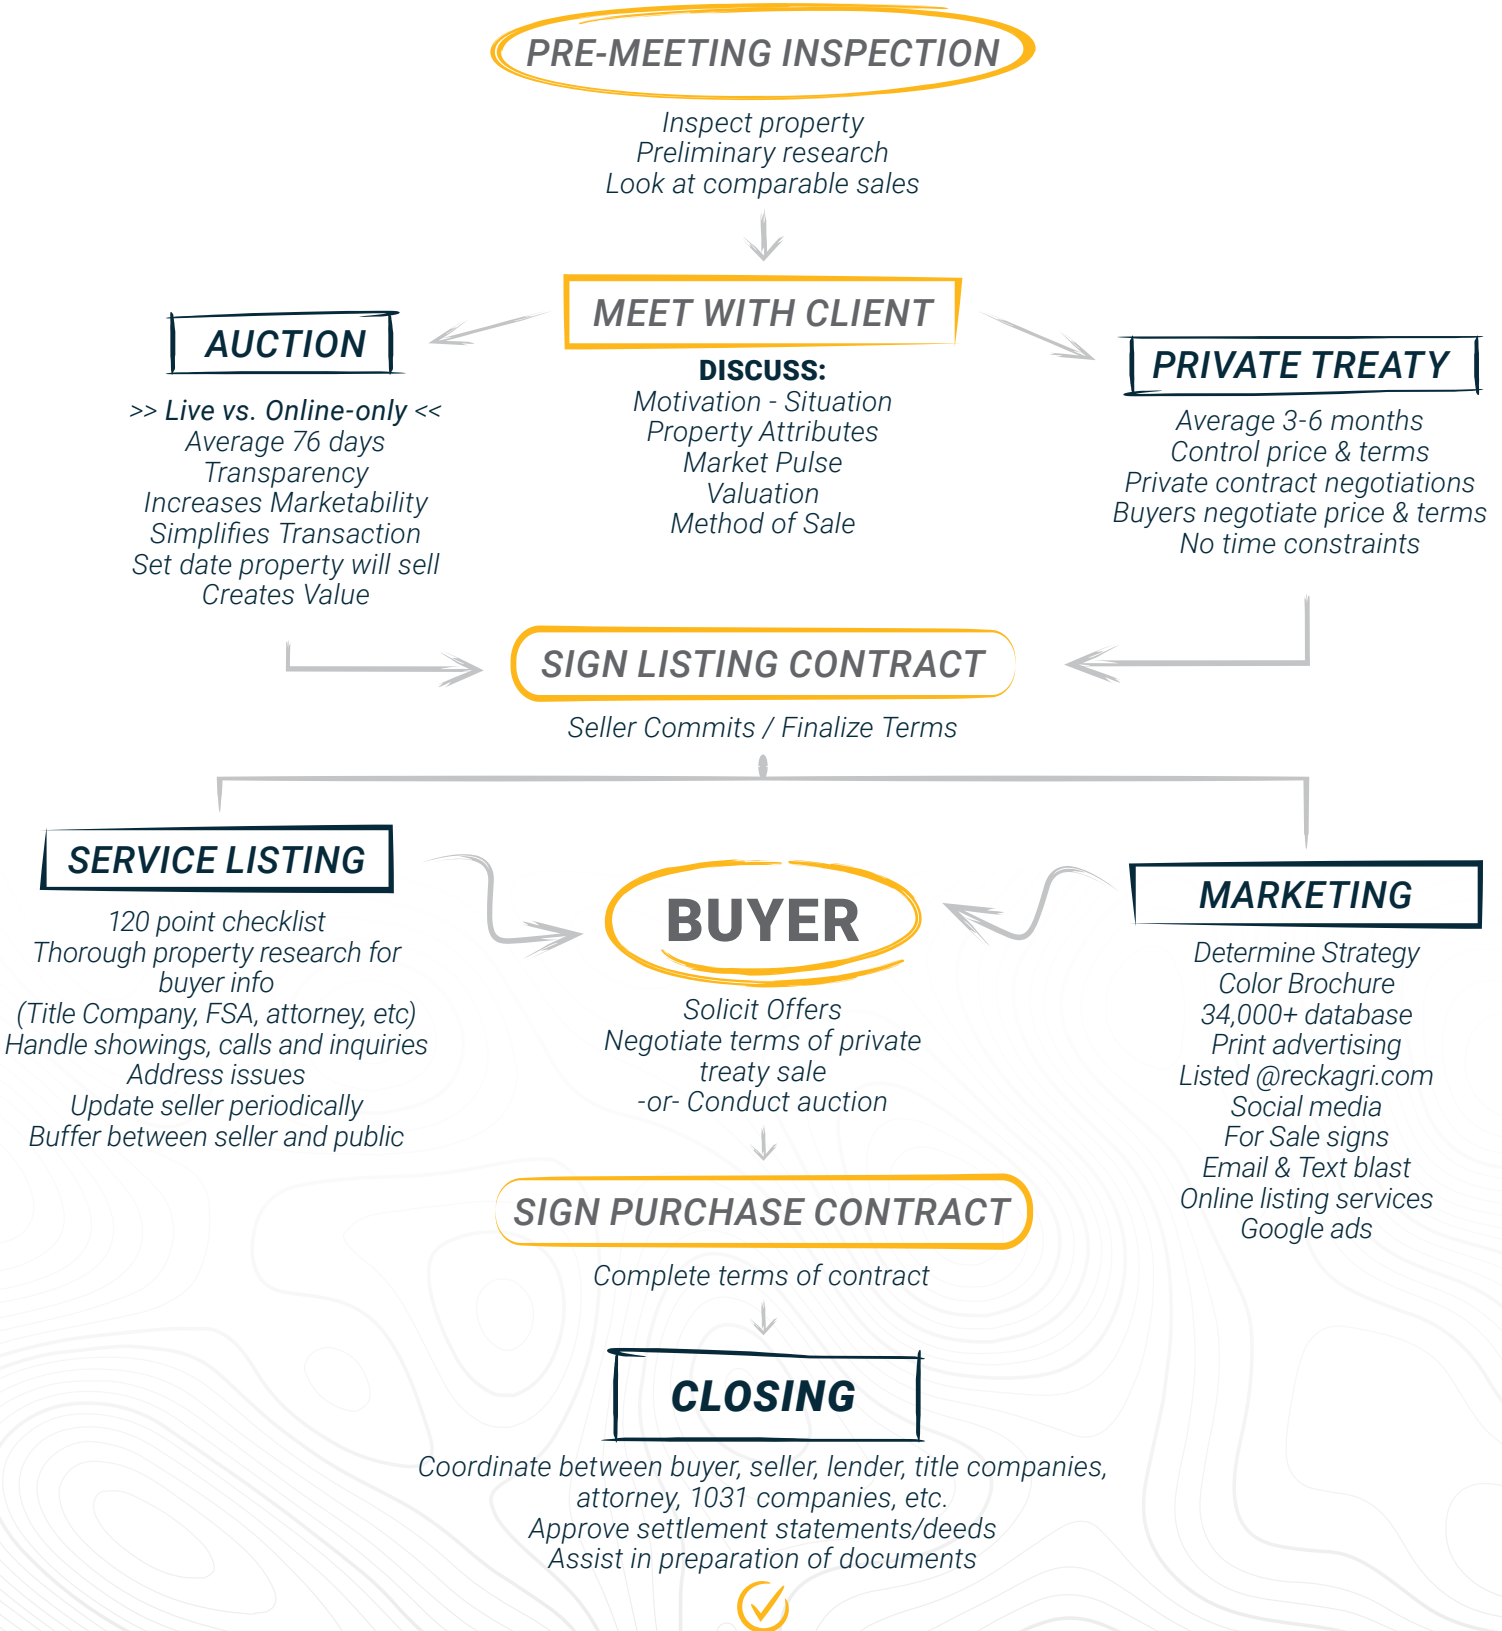 PRE-MEETING INSPECTION
Inspect property
Preliminary research
Look at comparable sales
MEET WITH CLIENT
DISCUSS:
Motivation - Situation
Property Attributes
Market Pulse
Valuation
Method of Sale
AUCTION
>> Live vs. Online-only <<
Average 76 days
Transparency
Increases Marketability
Simplifies Transaction
Set date property will sell
Creates Value
PRIVATE TREATY
Average 3-6 months
Control price & terms
Private contract negotiations
Buyers negotiate price & terms
No time constraints
SIGN LISTING CONTRACT
Seller Commits / Finalize Terms
SERVICE LISTING
120 point checklist
Thorough property research for
buyer info
(Title Company, FSA, attorney, etc)
Handle showings, calls and inquiries
Address issues
Update seller periodically
Buffer between seller and public
BUYER
Solicit Offers
Negotiate terms of private
treaty sale
-or- Conduct auction
MARKETING
Determine Strategy
Color Brochure
34,000+ database
Print advertising
Listed @reckagri.com
Social media
For Sale signs
Email & Text blast
Online listing services
Google ads
SIGN PURCHASE CONTRACT
Complete terms of contract
CLOSING
Coordinate between buyer, seller, lender, title companies,
attorney, 1031 companies, etc.
Approve settlement statements/deeds
Assist in preparation of documents